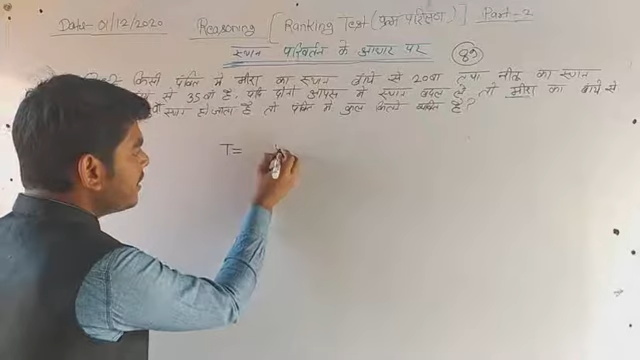 Date- 01/12/2020 Reasoning [Ranking Test (क्रम परिक्षण)] Part-2
स्थान परिवर्तन के आधार पर
किसी पंक्ति में मीरा का स्थान बांये से 20वा तथा नीता का स्थान
से 35वां है. यदि दोनों आपस में स्थान बदल लें तो मीरा का बांये से
स्थान हो जाता है तो पंक्ति में कुल कितने व्यक्ति है?
T=